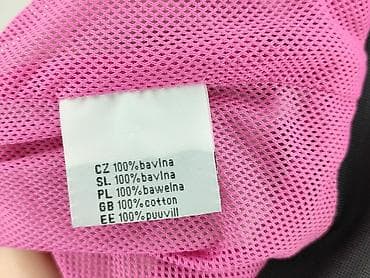 CZ 100%bavlna
SL 100%bavlna
PL 100%bawełna
GB 100%cotton
EE 100%puuvill